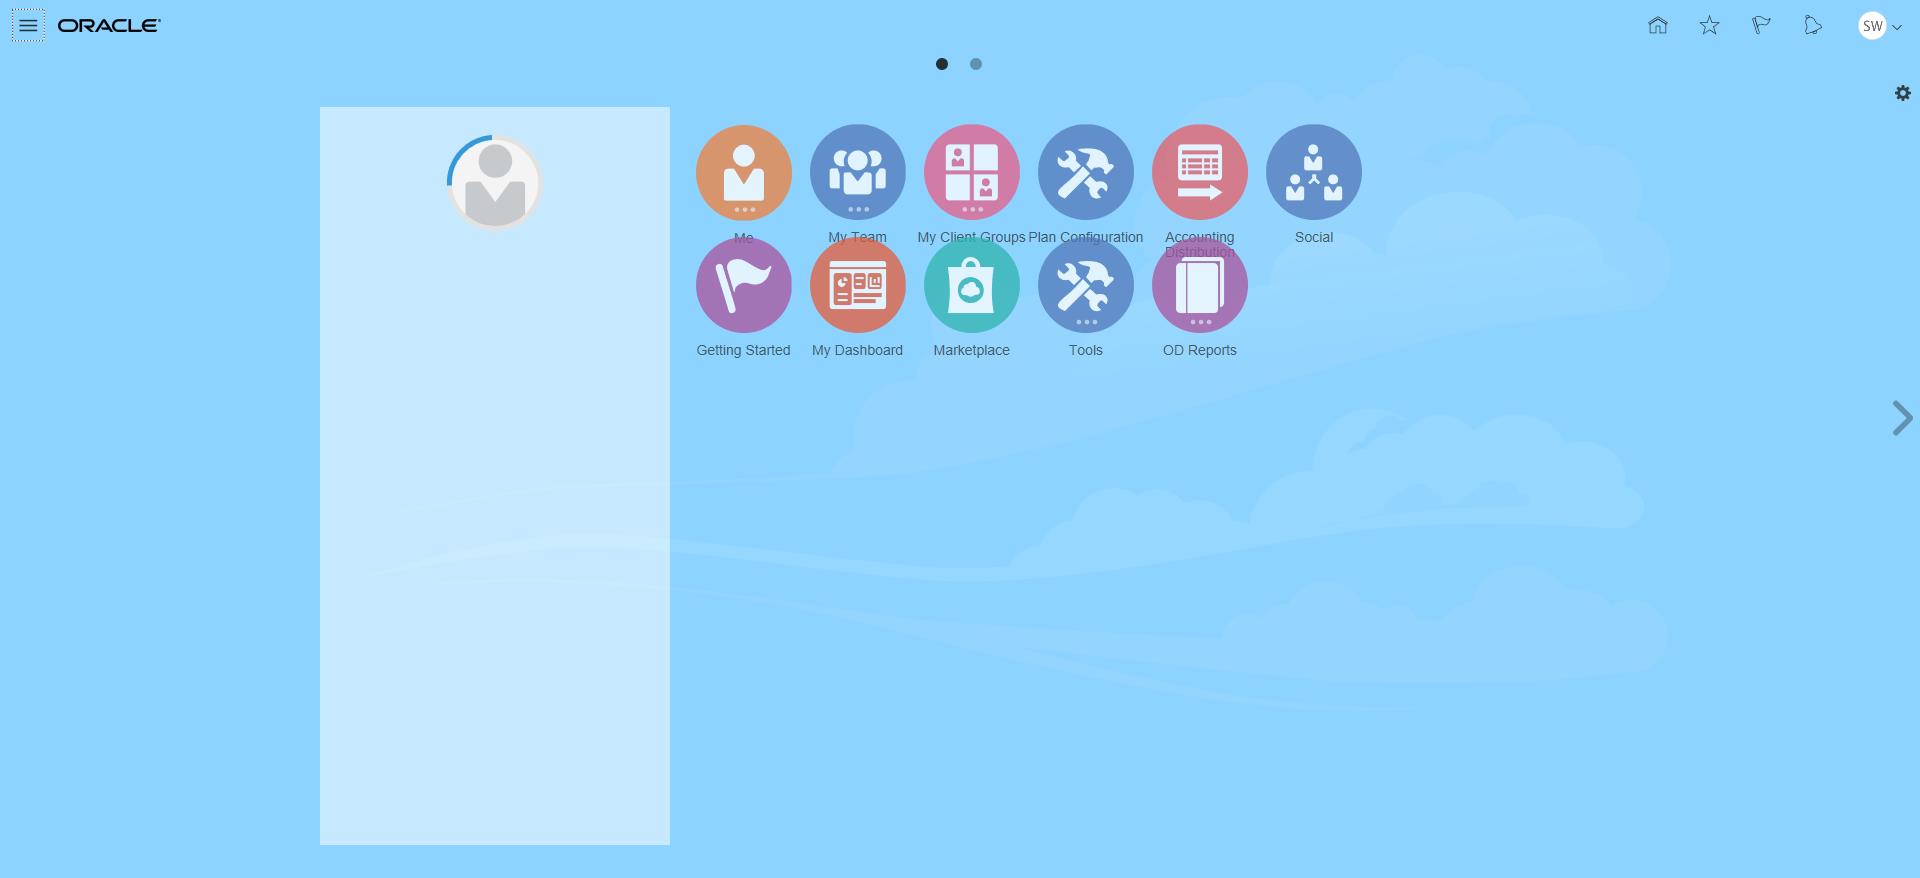 ORACLE
SW
Me
My Team
My Client Groups
Plan Configuration
Accounting
Distribution
Social
Getting Started
My Dashboard
Marketplace
Tools
OD Reports